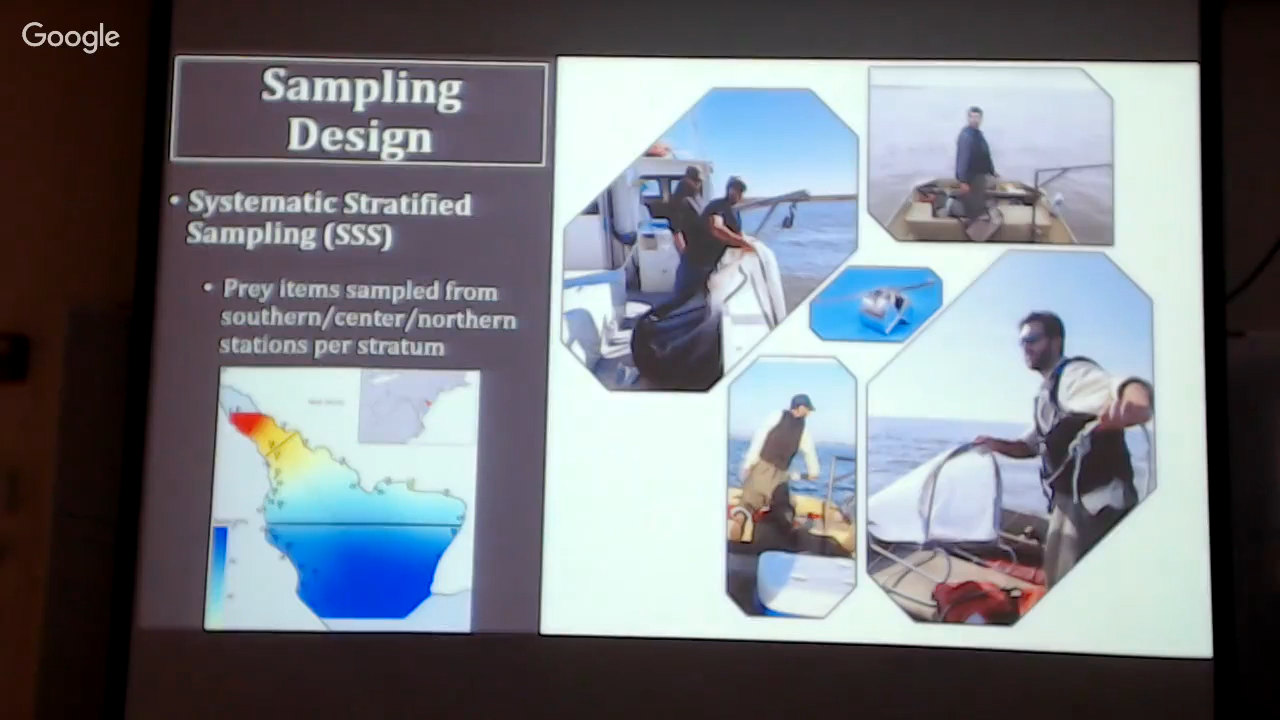 Google
Sampling
Design
• Systematic Stratified
Sampling (SSS)
• Prey items sampled from
southern/center/northern
stations per stratum